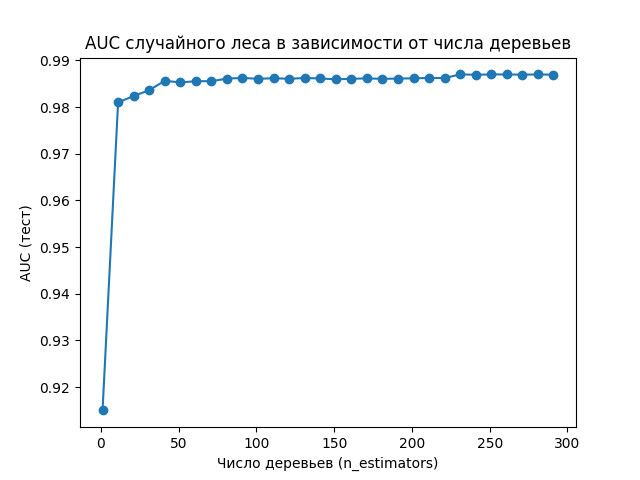 AUC случайного леса в зависимости от числа деревьев
0.99
0.98
0.97
0.96
0.95
0.94
0.93
0.92
AUC (тест)
0 50 100 150 200 250 300
Число деревьев (n_estimators)